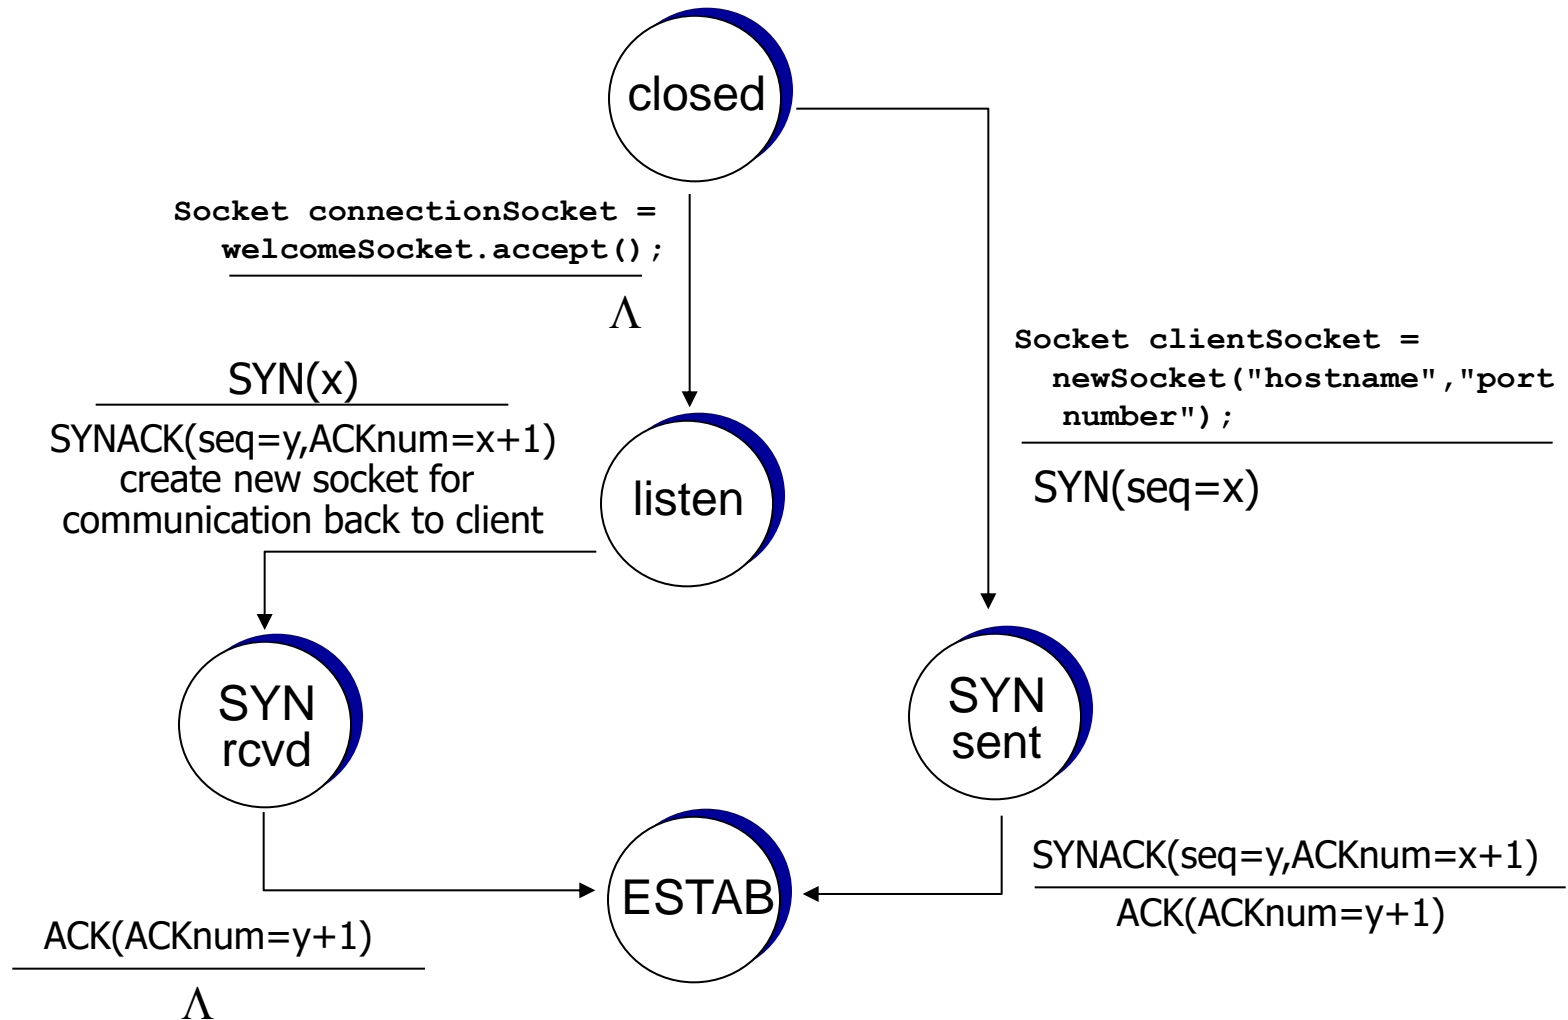 closed
Socket connectionSocket =
welcomeSocket.accept();
Λ
Socket clientSocket =
newSocket("hostname","port
number");
SYN(seq=x)
SYN(x)
SYNACK(seq=y,ACKnum=x+1)
create new socket for
communication back to client
listen
SYN
rcvd
SYN
sent
ESTAB
SYNACK(seq=y,ACKnum=x+1)
ACK(ACKnum=y+1)
ACK(ACKnum=y+1)
Λ